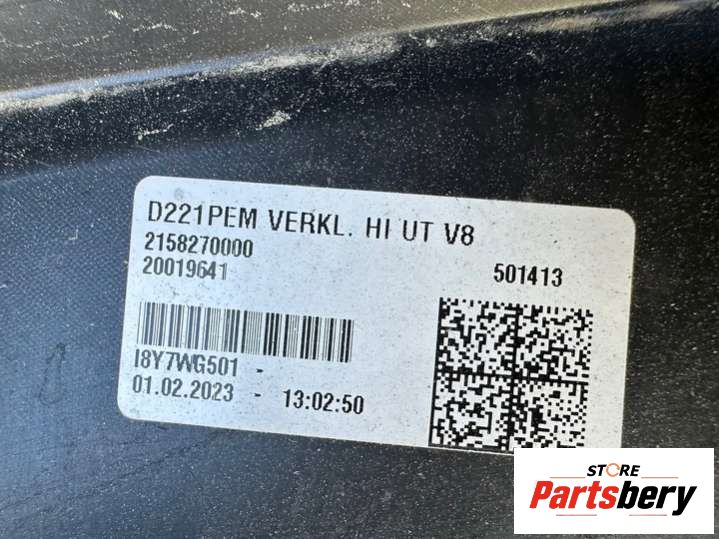 D221PEM VERKL. HI UT V8
2158270000
20019641
501413
I8Y7WG501 -
01.02.2023 - 13:02:50
STORE
Partsbery